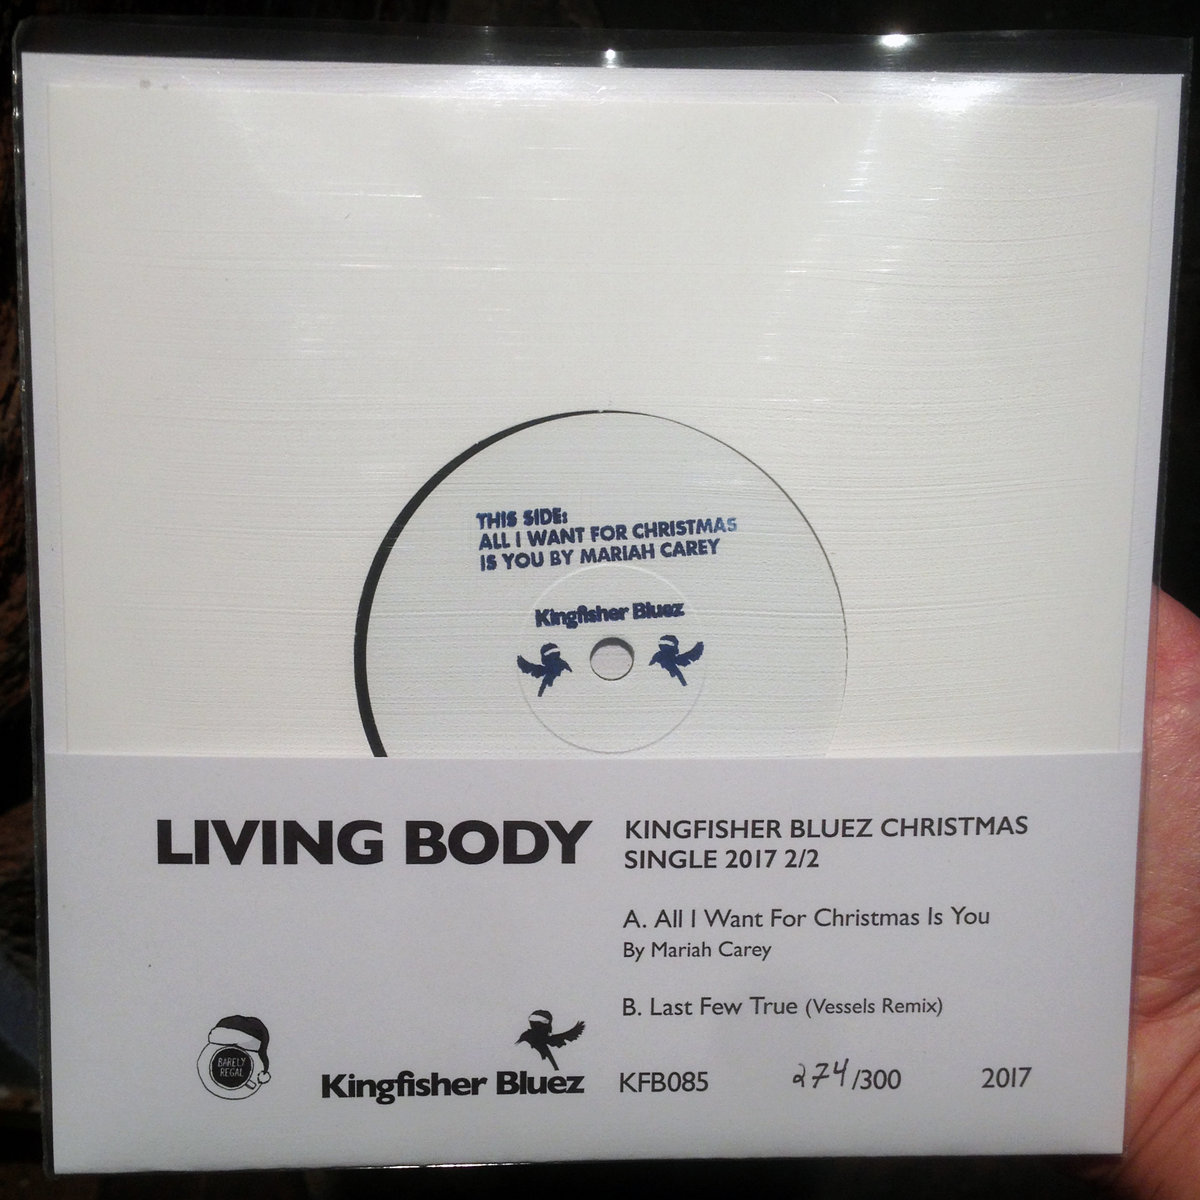 THIS SIDE:
ALL I WANT FOR CHRISTMAS
IS YOU BY MARIAH CAREY
Kingfisher Bluez
LIVING BODY
KINGFISHER BLUEZ CHRISTMAS
SINGLE 2017 2/2
A. All I Want For Christmas Is You
By Mariah Carey
B. Last Few True (Vessels Remix)
BARELY
REGAL
Kingfisher Bluez
KFB085
274/300
2017